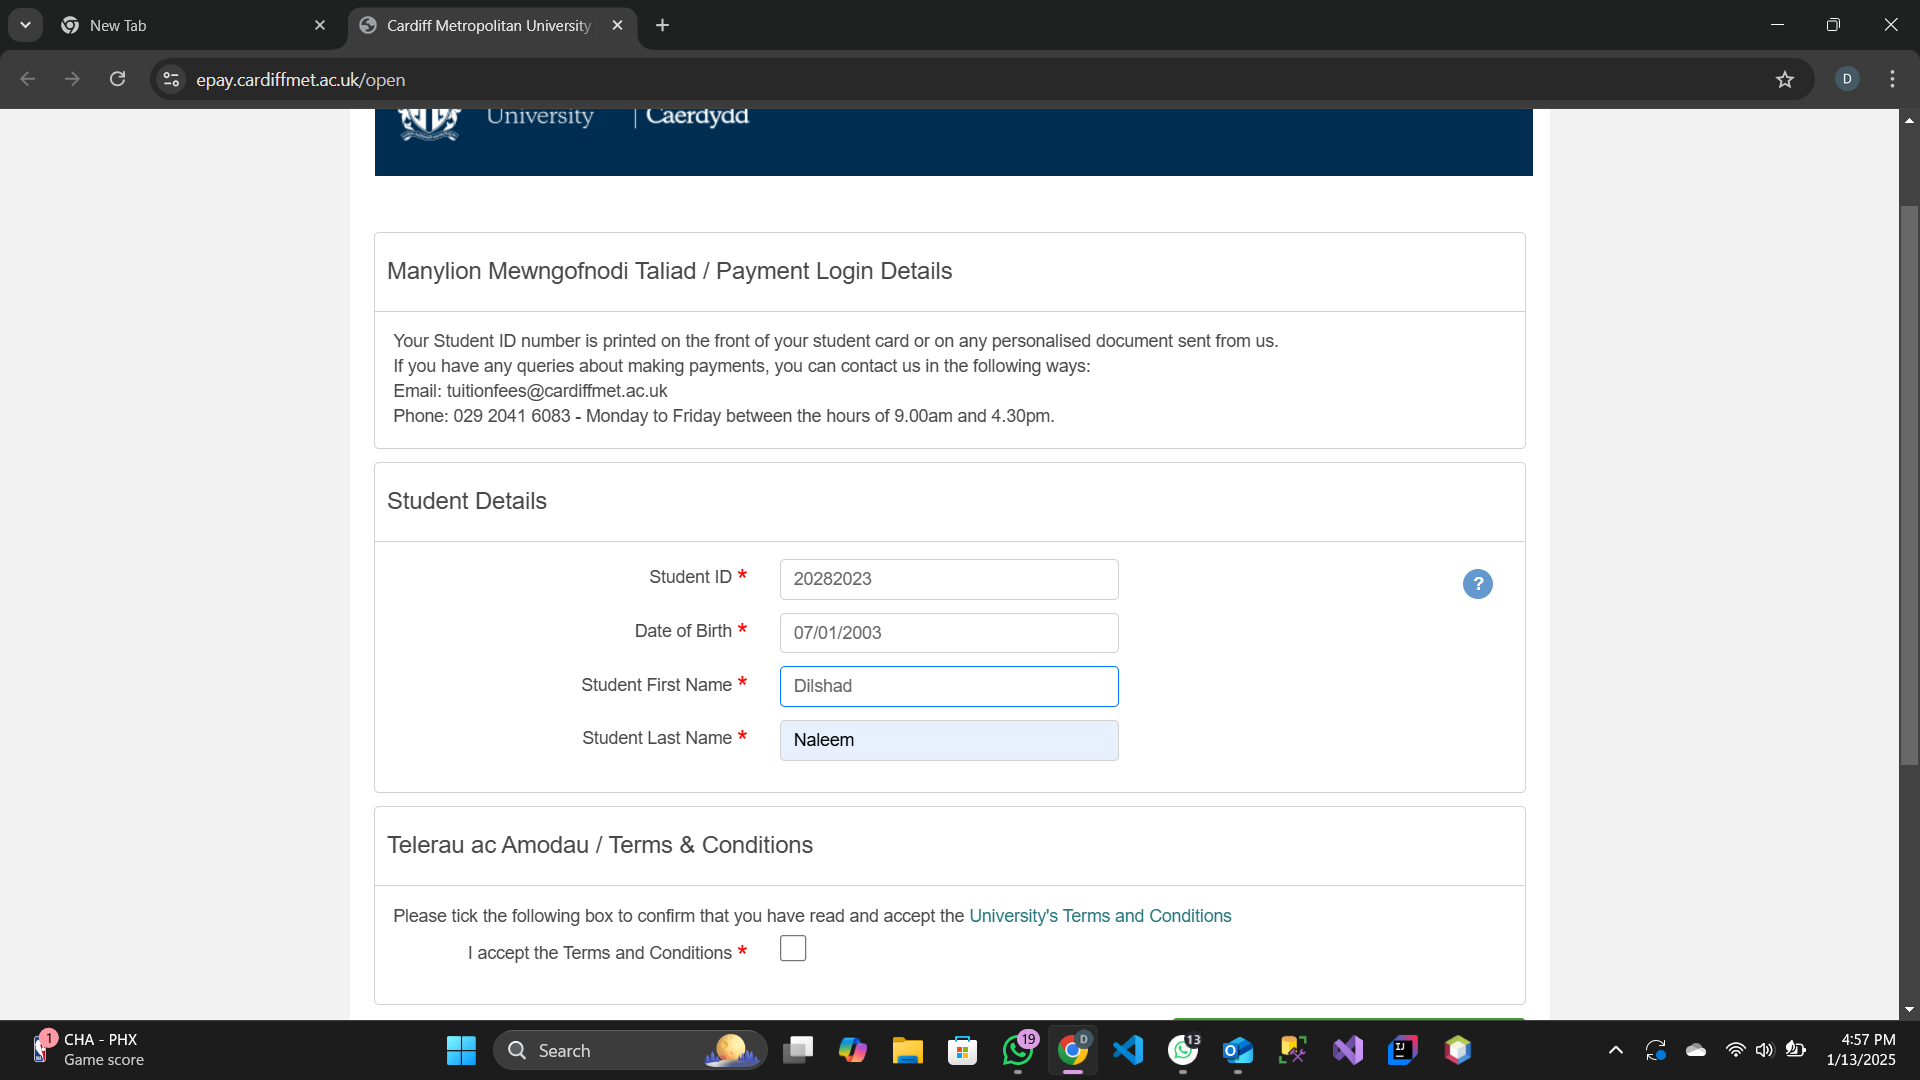 New Tab
Cardiff Metropolitan University
epay.cardiffmet.ac.uk/open
D
University | Caerdydd
Manylion Mewngofnodi Taliad / Payment Login Details
Your Student ID number is printed on the front of your student card or on any personalised document sent from us.
If you have any queries about making payments, you can contact us in the following ways:
Email: tuitionfees@cardiffmet.ac.uk
Phone: 029 2041 6083 - Monday to Friday between the hours of 9.00am and 4.30pm.
Student Details
Student ID * 20282023
?
Date of Birth * 07/01/2003
Student First Name * Dilshad
Student Last Name * Naleem
Telerau ac Amodau / Terms & Conditions
Please tick the following box to confirm that you have read and accept the University's Terms and Conditions
I accept the Terms and Conditions *
1
CHA - PHX
Game score
Search
19
D
13
IJ
4:57 PM
1/13/2025